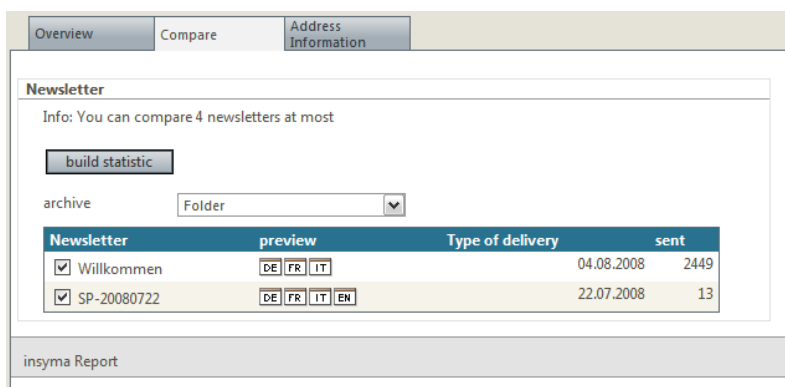 Overview Compare Address Information
Newsletter
Info: You can compare 4 newsletters at most
build statistic
archive Folder
Newsletter preview Type of delivery sent
Willkommen DE FR IT 04.08.2008 2449
SP-20080722 DE FR IT EN 22.07.2008 13
insyma Report